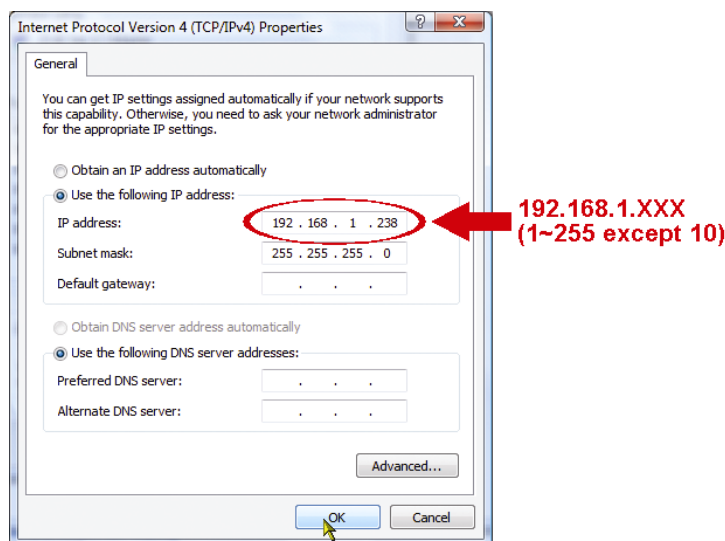 Internet Protocol Version 4 (TCP/IPv4) Properties
General
You can get IP settings assigned automatically if your network supports
this capability. Otherwise, you need to ask your network administrator
for the appropriate IP settings.
Obtain an IP address automatically
Use the following IP address:
IP address:
192 . 168 . 1 . 238
192.168.1.XXX
(1~255 except 10)
Subnet mask:
255 . 255 . 255 . 0
Default gateway:
. . .
Obtain DNS server address automatically
Use the following DNS server addresses:
Preferred DNS server:
. . .
Alternate DNS server:
. . .
Advanced...
OK
Cancel